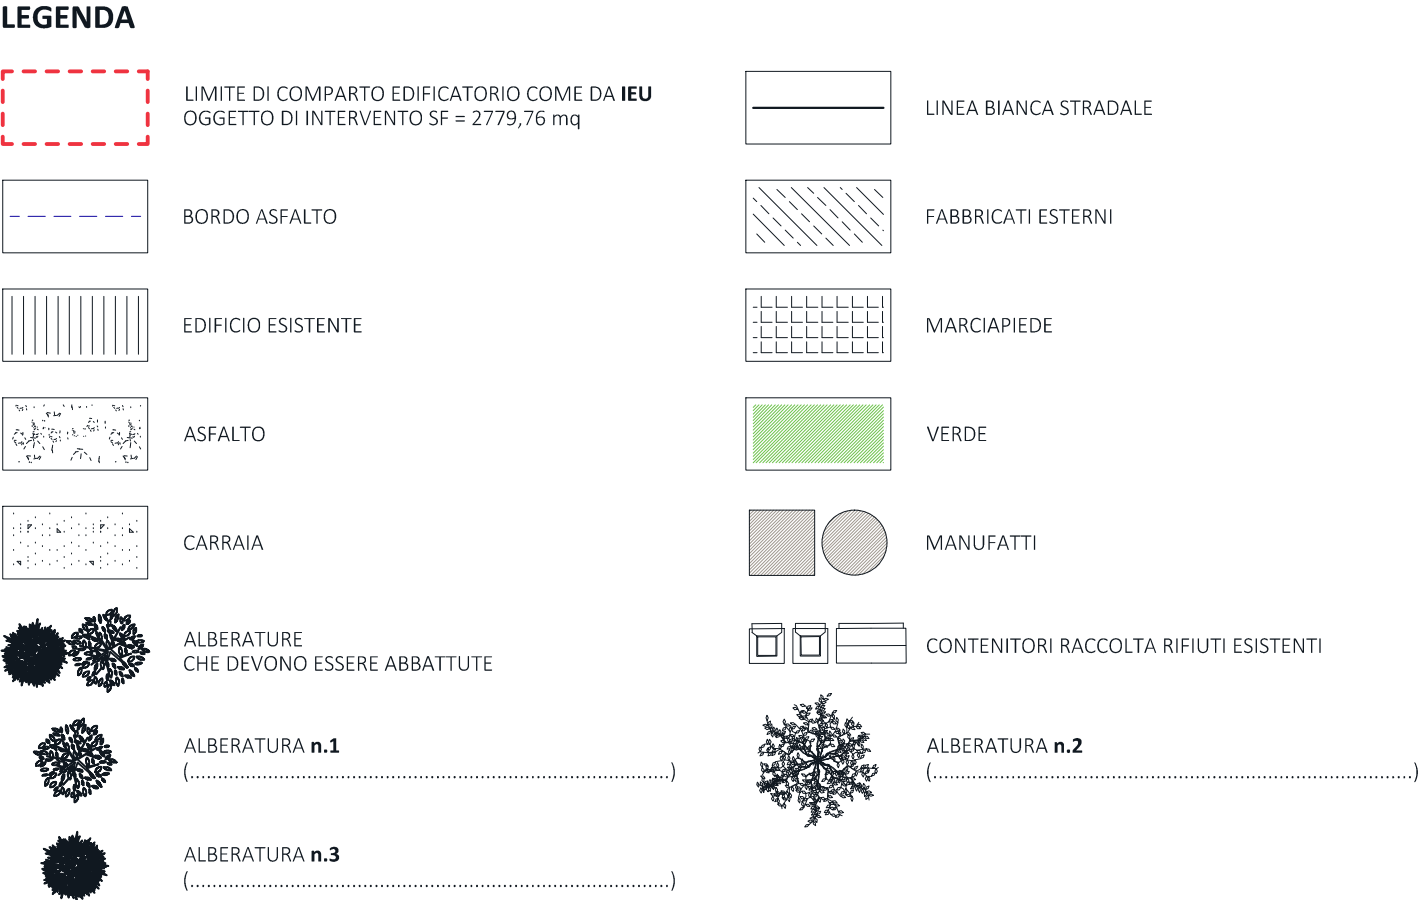 LEGENDA
LIMITE DI COMPARTO EDIFICATORIO COME DA IEU
OGGETTO DI INTERVENTO SF = 2779,76 mq
LINEA BIANCA STRADALE
BORDO ASFALTO
FABBRICATI ESTERNI
EDIFICIO ESISTENTE
MARCIAPIEDE
ASFALTO
VERDE
CARRAIA
MANUFATTI
ALBERATURE
CHE DEVONO ESSERE ABBATTUTE
CONTENITORI RACCOLTA RIFIUTI ESISTENTI
ALBERATURA n.1
(......................................................................................)
ALBERATURA n.2
(......................................................................................)
ALBERATURA n.3
(......................................................................................)